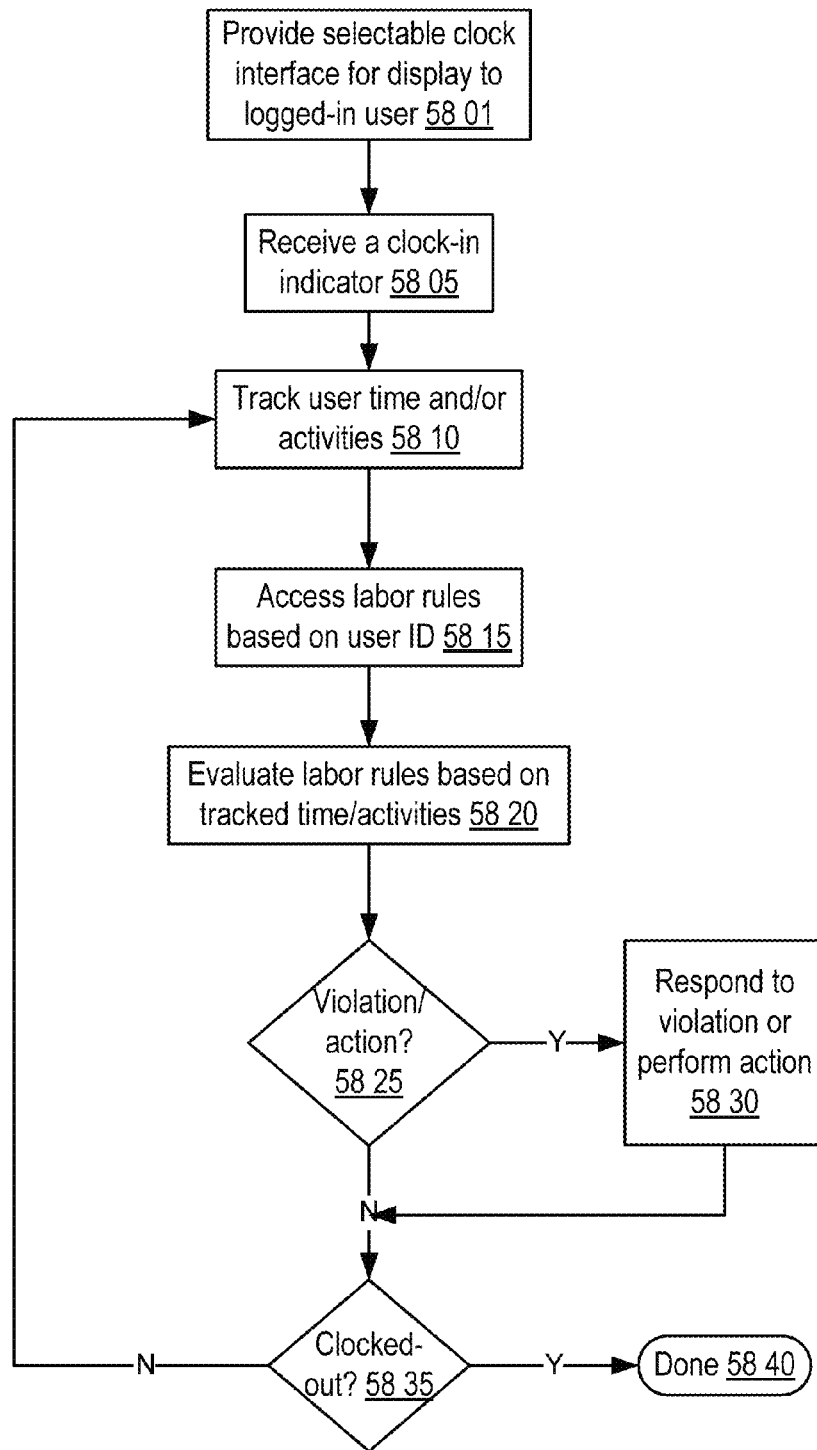 Provide selectable clock
interface for display to
logged-in user 58 01
Receive a clock-in
indicator 58 05
Track user time and/or
activities 58 10
Access labor rules
based on user ID 58 15
Evaluate labor rules based on
tracked time/activities 58 20
Violation/
action?
58 25
Y
Respond to
violation or
perform action
58 30
N
Clocked-
out? 58 35
N
Y
Done 58 40